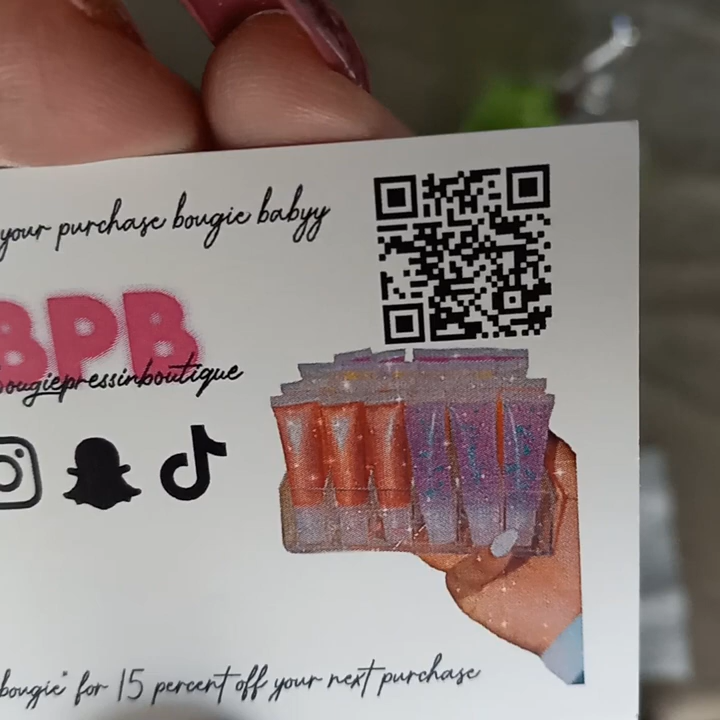 your purchase bougie babyy
BPB
bougiepressinboutique
bougie" for 15 percent off your next purchase